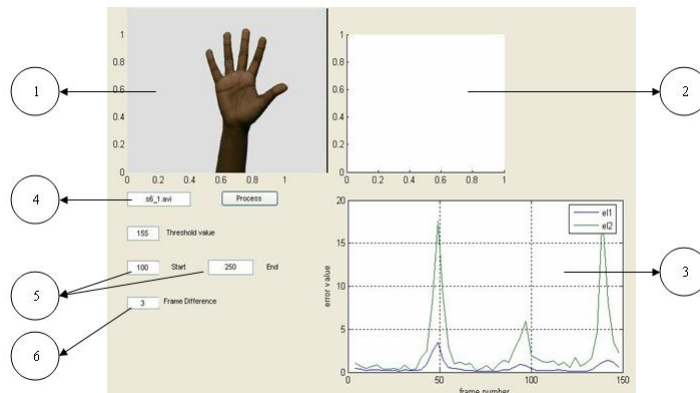 1
0.8
0.6
0.4
0.2
0
0 0.2 0.4 0.6 0.8 1
1
0.8
0.6
0.4
0.2
0
0 0.2 0.4 0.6 0.8 1
1
2
4
s6_1.avi Process
155 Threshold value
5
100 Start 250 End
6
3 Frame Difference
20
15
10
5
0
error value
el1
el2
3
0 50 100 150
frame number